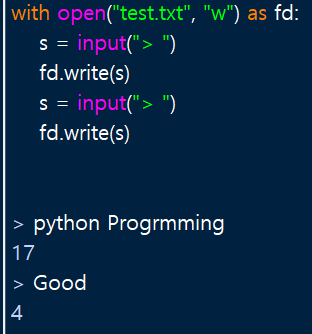 with open("test.txt", "w") as fd:
    s = input("> ")
    fd.write(s)
    s = input("> ")
    fd.write(s)
> python Progrmming
17
> Good
4